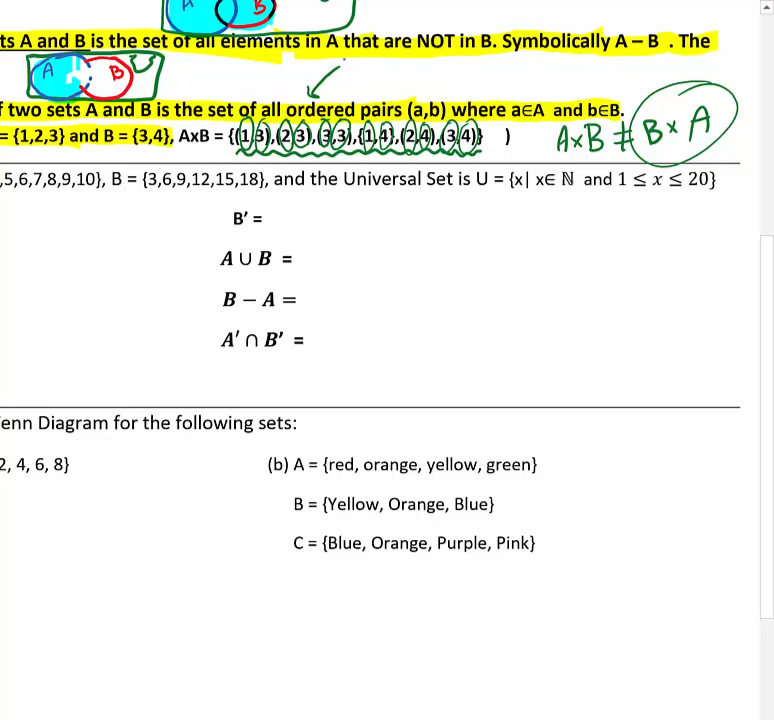 A B
ts A and B is the set of all elements in A that are NOT in B. Symbolically A – B . The
A B U
f two sets A and B is the set of all ordered pairs (a,b) where a∈A and b∈B.
= {1,2,3} and B = {3,4}, AxB = {(1,3),(2,3),(3,3),{1,4},(2,4),(3,4)} ) A×B ≠ B×A
,5,6,7,8,9,10}, B = {3,6,9,12,15,18}, and the Universal Set is U = {x| x∈ ℕ and 1 ≤ x ≤ 20}
B′ =
A ∪ B =
B − A =
A′ ∩ B′ =
enn Diagram for the following sets:
2, 4, 6, 8}
(b) A = {red, orange, yellow, green}
B = {Yellow, Orange, Blue}
C = {Blue, Orange, Purple, Pink}